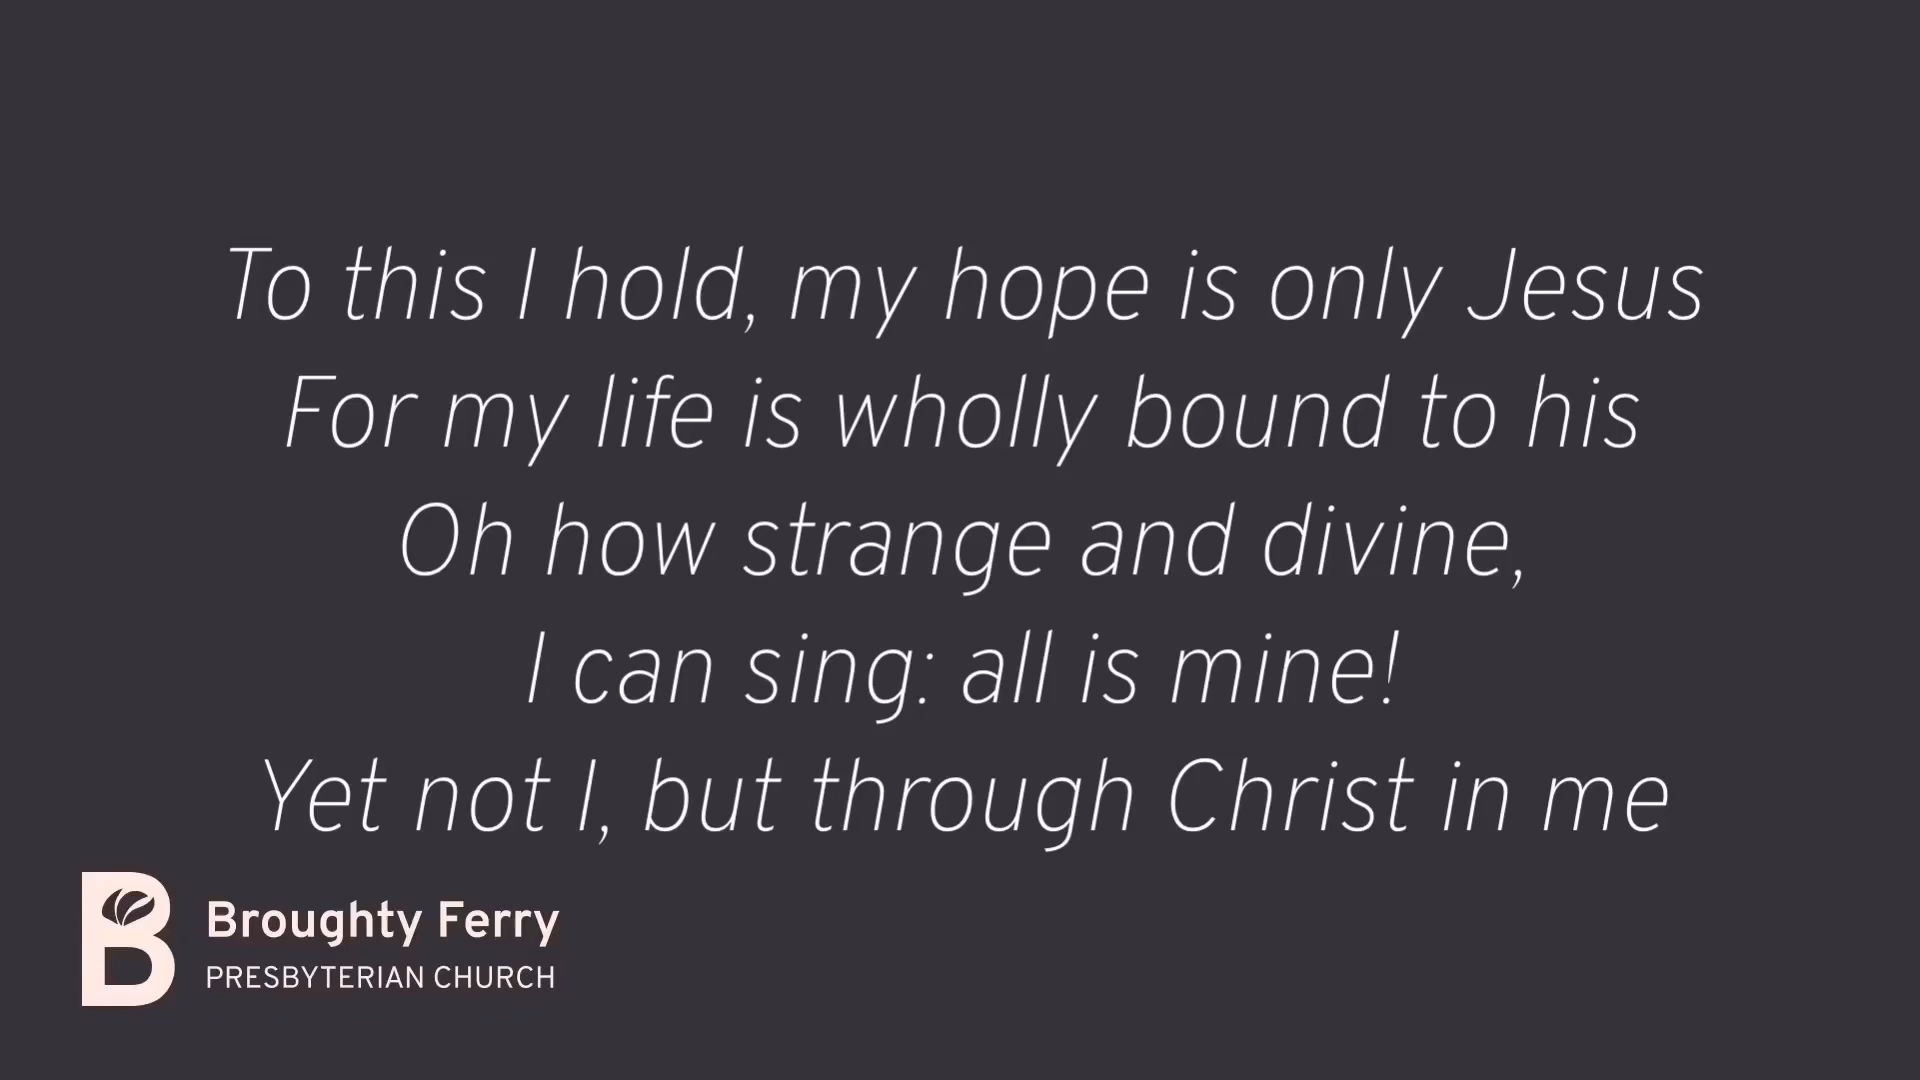 To this I hold, my hope is only Jesus
For my life is wholly bound to his
Oh how strange and divine,
I can sing: all is mine!
Yet not I, but through Christ in me
B
Broughty Ferry
PRESBYTERIAN CHURCH